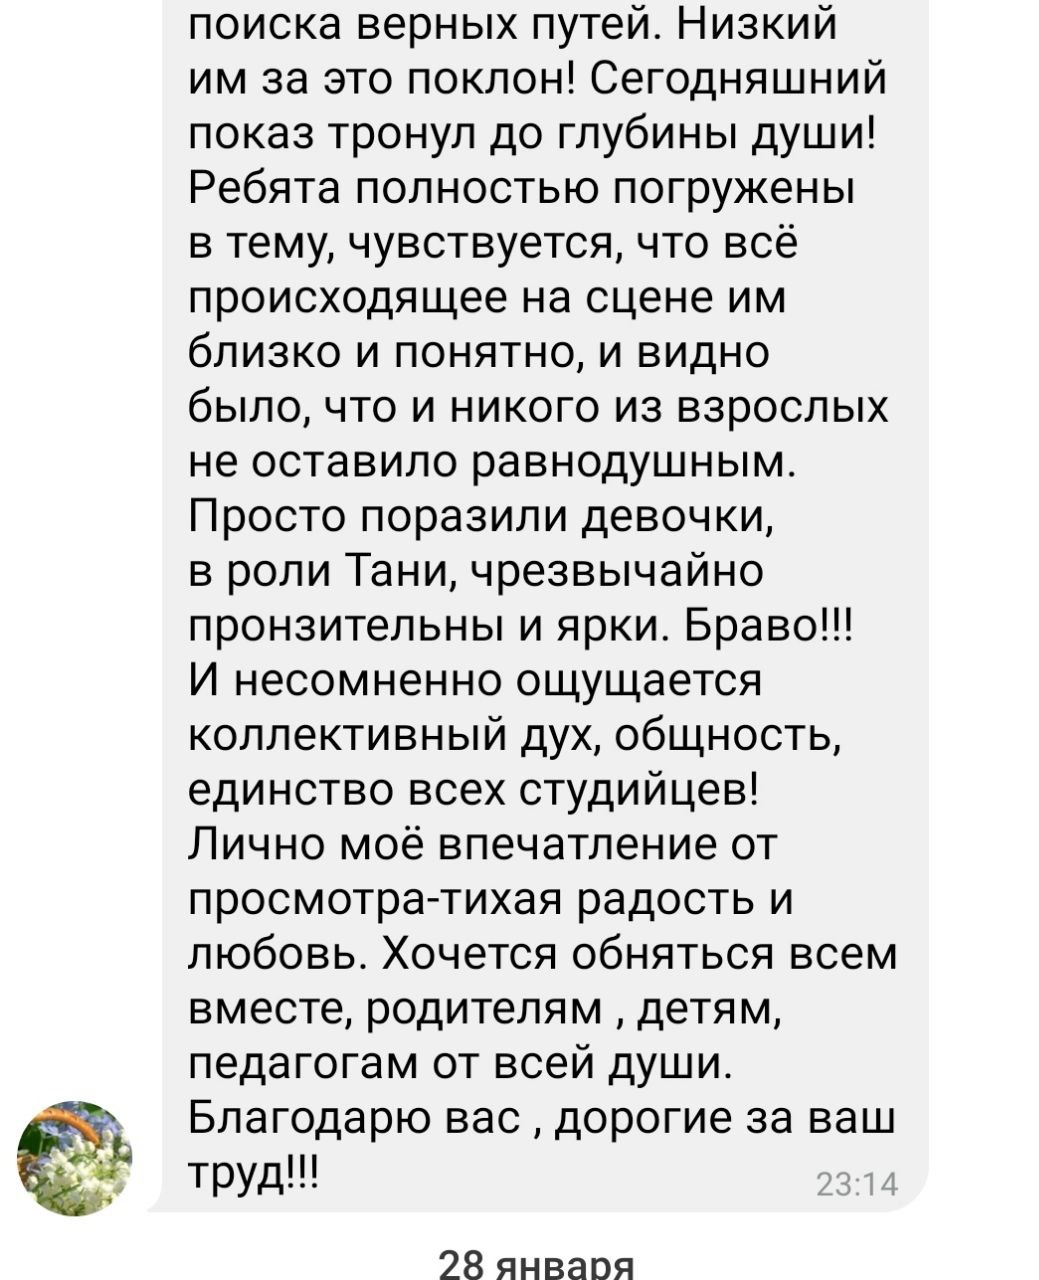 поиска верных путей. Низкий
им за это поклон! Сегодняшний
показ тронул до глубины души!
Ребята полностью погружены
в тему, чувствуется, что всё
происходящее на сцене им
близко и понятно, и видно
было, что и никого из взрослых
не оставило равнодушным.
Просто поразили девочки,
в роли Тани, чрезвычайно
пронзительны и ярки. Браво!!!
И несомненно ощущается
коллективный дух, общность,
единство всех студийцев!
Лично моё впечатление от
просмотра-тихая радость и
любовь. Хочется обняться всем
вместе, родителям , детям,
педагогам от всей души.
Благодарю вас , дорогие за ваш
труд!!!
23:14
28 января